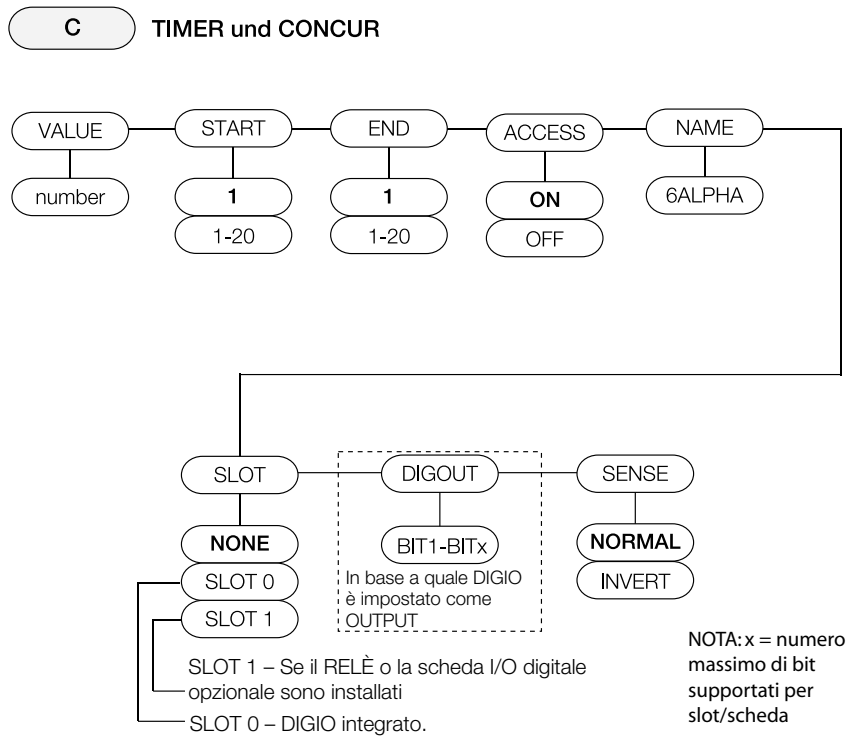 C TIMER und CONCUR
VALUE START END ACCESS NAME
number 1 1 ON 6ALPHA
1-20 1-20 OFF
SLOT DIGOUT SENSE
NONE BIT1-BITx NORMAL
SLOT 0 In base a quale DIGIO INVERT
SLOT 1 è impostato come
OUTPUT
SLOT 1 – Se il RELÈ o la scheda I/O digitale
opzionale sono installati
SLOT 0 – DIGIO integrato.
NOTA: x = numero
massimo di bit
supportati per
slot/scheda